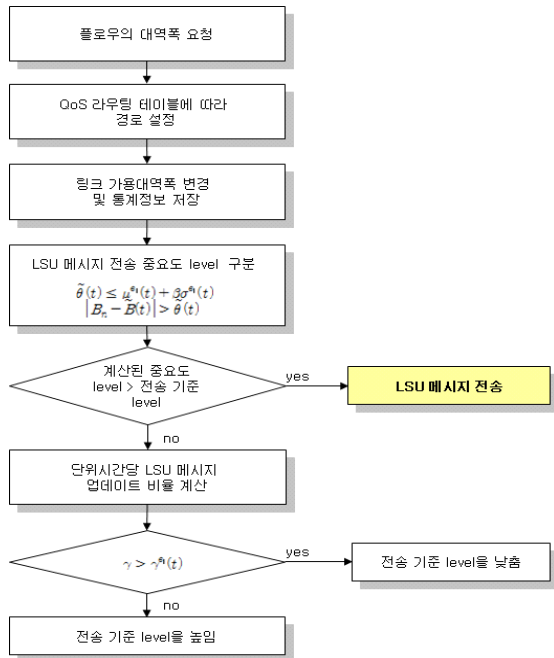 플로우의 대역폭 요청
QoS 라우팅 테이블에 따라
경로 설정
링크 가용대역폭 변경
및 통계정보 저장
LSU 메시지 전송 중요도 level 구분
θ̃(t) ≤ μ^{e_l}(t) + βσ^{e_l}(t)
|B_n − B̃(t)| > θ̃(t)
계산된 중요도
level > 전송 기준
level
yes
LSU 메시지 전송
no
단위시간당 LSU 메시지
업데이트 비율 계산
γ > γ^{e_l}(t)
yes
전송 기준 level을 낮춤
no
전송 기준 level을 높임